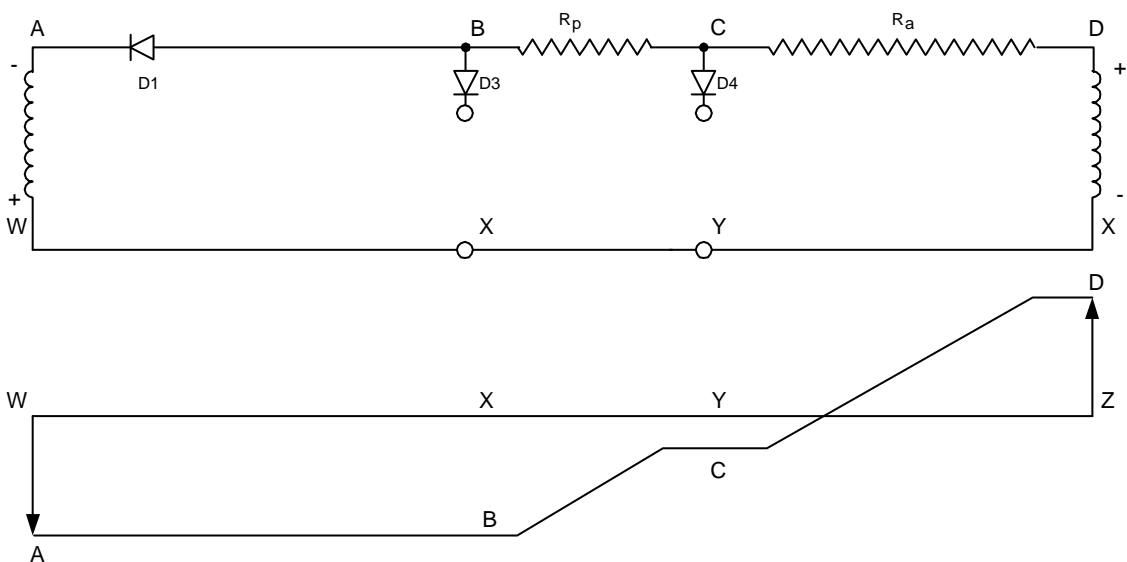 A B Rp C Ra D
- D1 D3 D4 +
+ -
W X Y X
D
W X Y Z
C
B
A